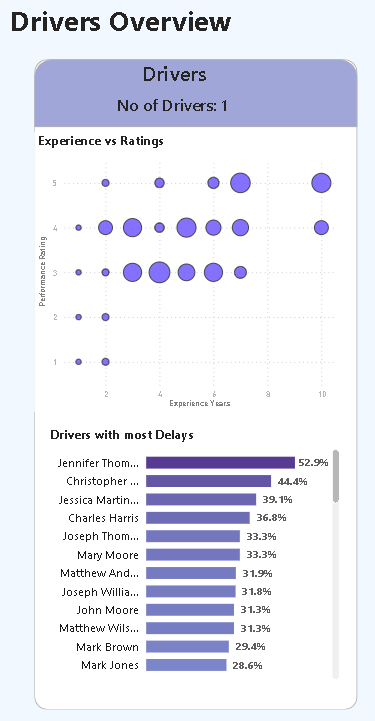 Drivers Overview
Drivers
No of Drivers: 1
Experience vs Ratings
5
4
3
2
1
Performance Rating
2 4 6 8 10
Experience Years
Drivers with most Delays
Jennifer Thom... 52.9%
Christopher ... 44.4%
Jessica Martin... 39.1%
Charles Harris 36.8%
Joseph Thom... 33.3%
Mary Moore 33.3%
Matthew And... 31.9%
Joseph Willia... 31.8%
John Moore 31.3%
Matthew Wils... 31.3%
Mark Brown 29.4%
Mark Jones 28.6%